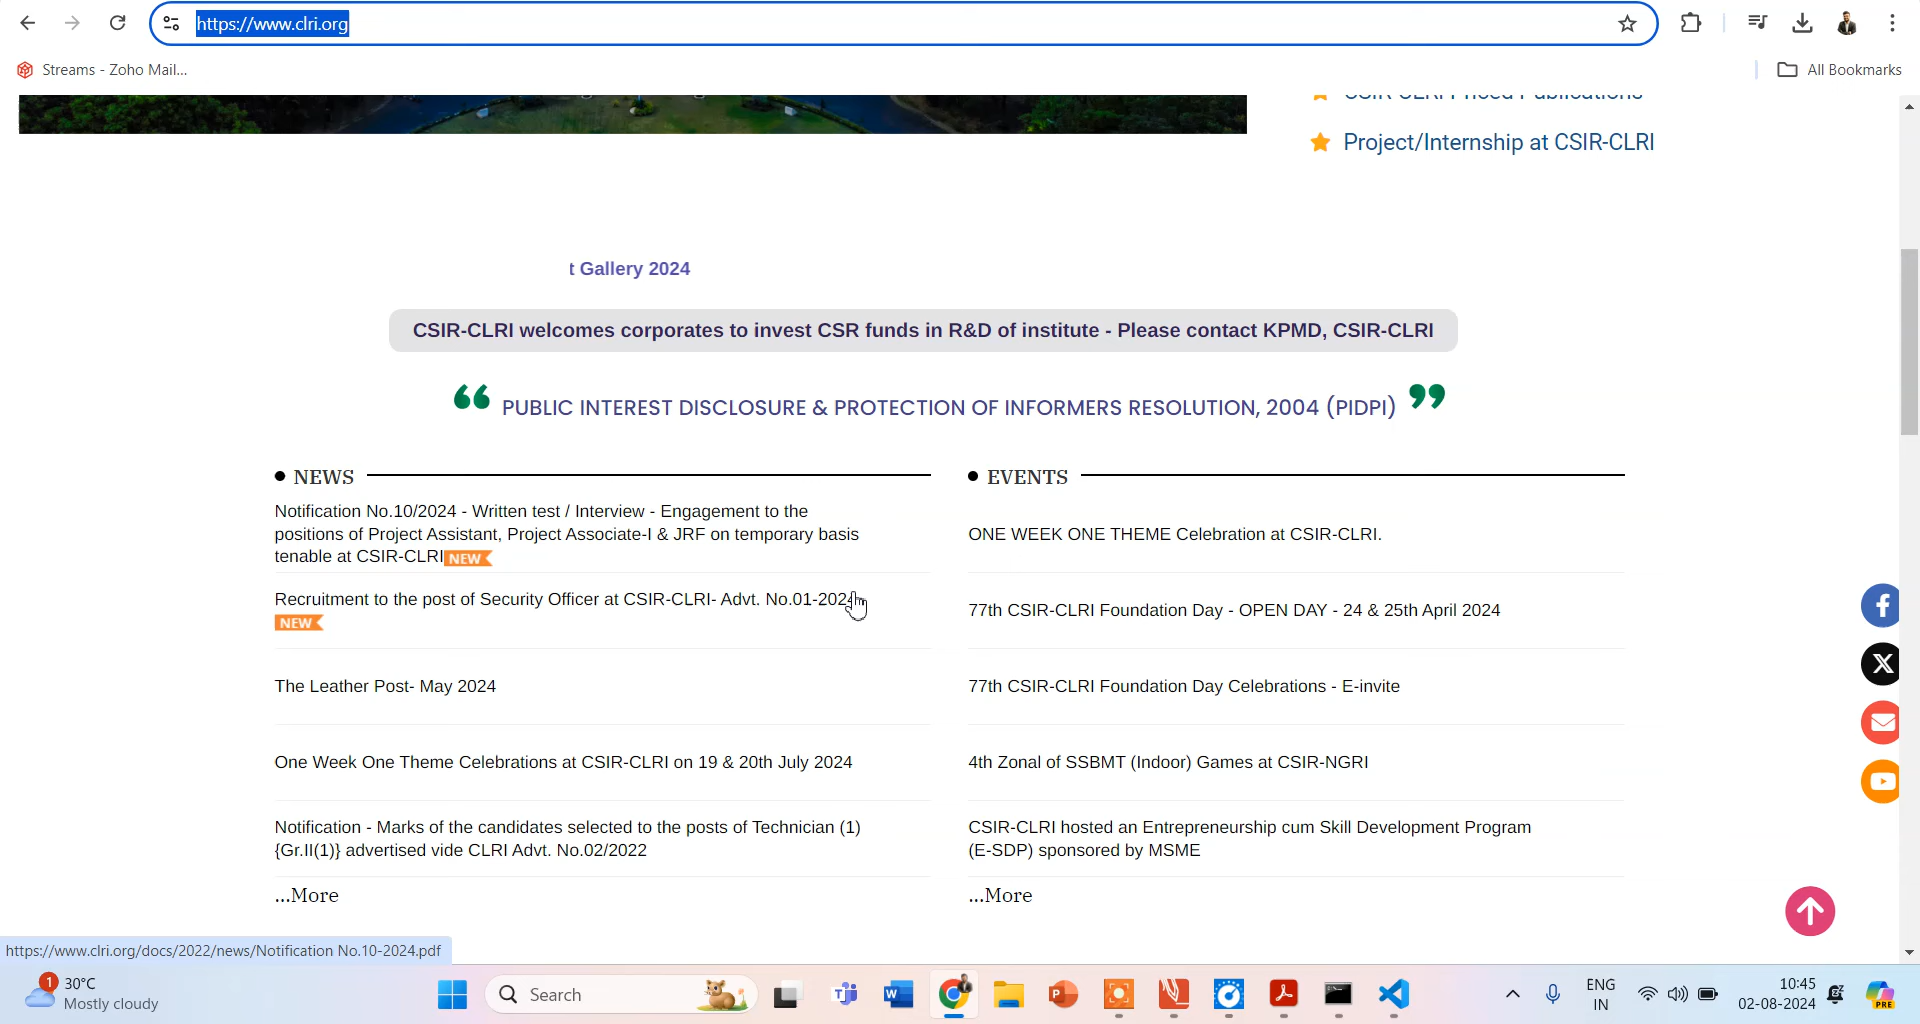 https://www.clri.org
Streams - Zoho Mail...
All Bookmarks
CSIR-CLRI Priced Publications
Project/Internship at CSIR-CLRI
t Gallery 2024
CSIR-CLRI welcomes corporates to invest CSR funds in R&D of institute - Please contact KPMD, CSIR-CLRI
❝ PUBLIC INTEREST DISCLOSURE & PROTECTION OF INFORMERS RESOLUTION, 2004 (PIDPI) ❞
NEWS
Notification No.10/2024 - Written test / Interview - Engagement to the
positions of Project Assistant, Project Associate-I & JRF on temporary basis
tenable at CSIR-CLRI NEW
Recruitment to the post of Security Officer at CSIR-CLRI- Advt. No.01-2024
NEW
The Leather Post- May 2024
One Week One Theme Celebrations at CSIR-CLRI on 19 & 20th July 2024
Notification - Marks of the candidates selected to the posts of Technician (1)
{Gr.II(1)} advertised vide CLRI Advt. No.02/2022
...More
EVENTS
ONE WEEK ONE THEME Celebration at CSIR-CLRI.
77th CSIR-CLRI Foundation Day - OPEN DAY - 24 & 25th April 2024
77th CSIR-CLRI Foundation Day Celebrations - E-invite
4th Zonal of SSBMT (Indoor) Games at CSIR-NGRI
CSIR-CLRI hosted an Entrepreneurship cum Skill Development Program
(E-SDP) sponsored by MSME
...More
https://www.clri.org/docs/2022/news/Notification No.10-2024.pdf
1
30°C
Mostly cloudy
Search
ENG
IN
10:45
02-08-2024
PRE